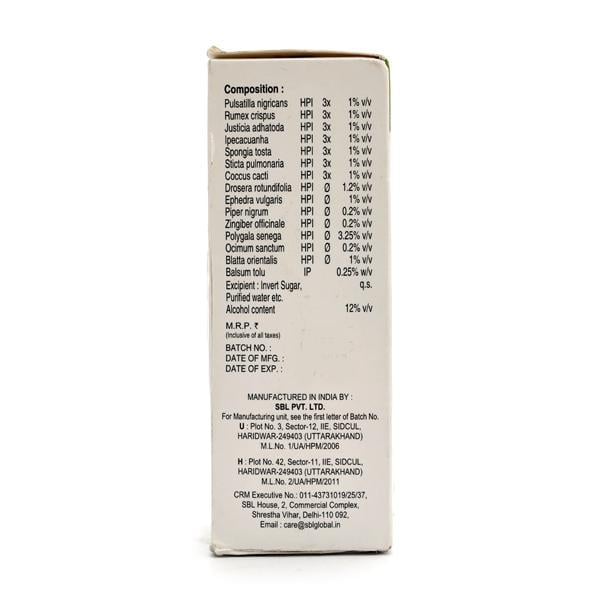 Composition :
Pulsatilla nigricans HPI 3x 1% v/v
Rumex crispus HPI 3x 1% v/v
Justicia adhatoda HPI 3x 1% v/v
Ipecacuanha HPI 3x 1% v/v
Spongia tosta HPI 3x 1% v/v
Sticta pulmonaria HPI 3x 1% v/v
Coccus cacti HPI 3x 1% v/v
Drosera rotundifolia HPI Ø 1.2% v/v
Ephedra vulgaris HPI Ø 1% v/v
Piper nigrum HPI Ø 0.2% v/v
Zingiber officinale HPI Ø 0.2% v/v
Polygala senega HPI Ø 3.25% v/v
Ocimum sanctum HPI Ø 0.2% v/v
Blatta orientalis HPI Ø 1% v/v
Balsum tolu IP 0.25% w/v
Excipient : Invert Sugar, q.s.
Purified water etc.
Alcohol content 12% v/v
M.R.P. ₹
(Inclusive of all taxes)
BATCH NO. :
DATE OF MFG. :
DATE OF EXP. :
MANUFACTURED IN INDIA BY :
SBL PVT. LTD.
For Manufacturing unit, see the first letter of Batch No.
U : Plot No. 3, Sector-12, IIE, SIDCUL,
HARIDWAR-249403 (UTTARAKHAND)
M.L.No. 1/UA/HPM/2006
H : Plot No. 42, Sector-11, IIE, SIDCUL,
HARIDWAR-249403 (UTTARAKHAND)
M.L.No. 2/UA/HPM/2011
CRM Executive No.: 011-43731019/25/37,
SBL House, 2, Commercial Complex,
Shrestha Vihar, Delhi-110 092,
Email : care@sblglobal.in